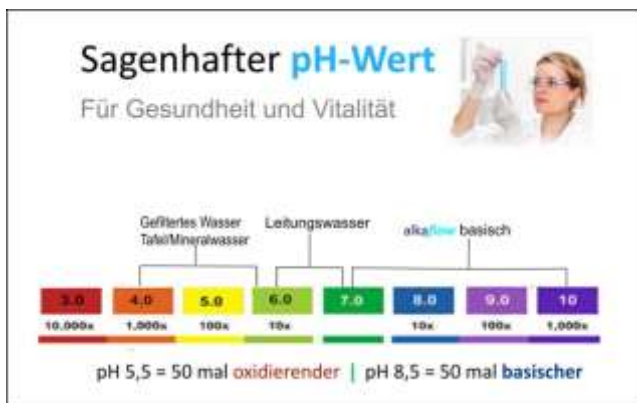 Sagenhafter pH-Wert
Für Gesundheit und Vitalität
Gefiltertes Wasser
Tafel/Mineralwasser
Leitungswasser
alkaflow basisch
3.0 4.0 5.0 6.0 7.0 8.0 9.0 10
10.000x 1.000x 100x 10x 10x 100x 1,000x
pH 5,5 = 50 mal oxidierender | pH 8,5 = 50 mal basischer